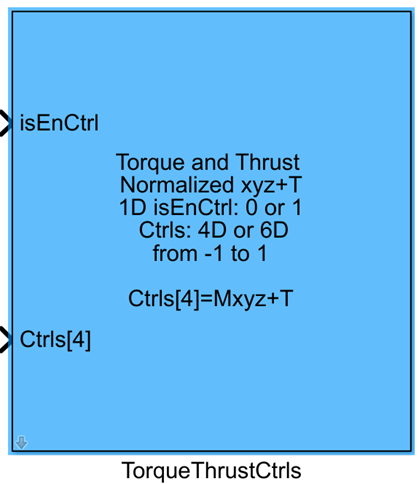 isEnCtrl
Torque and Thrust
Normalized xyz+T
1D isEnCtrl: 0 or 1
Ctrls: 4D or 6D
from -1 to 1
Ctrls[4]=Mxyz+T
Ctrls[4]
TorqueThrustCtrls